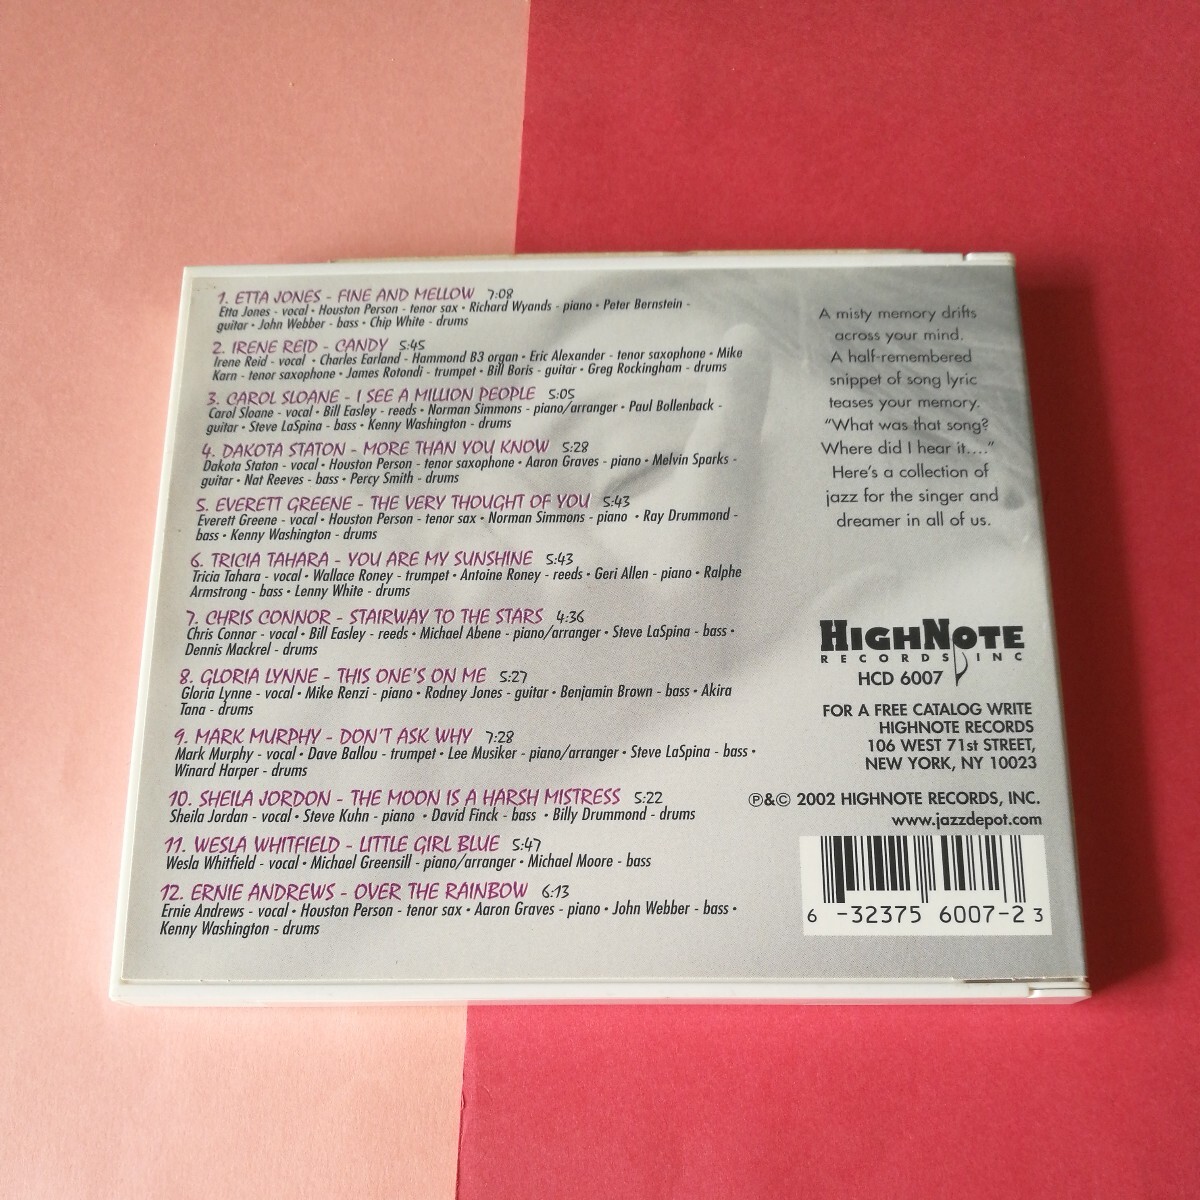 1. ETTA JONES - FINE AND MELLOW 7:08
Etta Jones - vocal • Houston Person - tenor sax • Richard Wyands - piano • Peter Bernstein -
guitar • John Webber - bass • Chip White - drums
2. IRENE REID - CANDY 5:45
Irene Reid - vocal • Charles Earland - Hammond B3 organ • Eric Alexander - tenor saxophone • Mike
Karn - tenor saxophone • James Rotondi - trumpet • Bill Boris - guitar • Greg Rockingham - drums
3. CAROL SLOANE - I SEE A MILLION PEOPLE 5:05
Carol Sloane - vocal • Bill Easley - reeds • Norman Simmons - piano/arranger • Paul Bollenback -
guitar • Steve LaSpina - bass • Kenny Washington - drums
4. DAKOTA STATON - MORE THAN YOU KNOW 5:28
Dakota Staton - vocal • Houston Person - tenor saxophone • Aaron Graves - piano • Melvin Sparks -
guitar • Nat Reeves - bass • Percy Smith - drums
5. EVERETT GREENE - THE VERY THOUGHT OF YOU 5:43
Everett Greene - vocal • Houston Person - tenor sax • Norman Simmons - piano • Ray Drummond -
bass • Kenny Washington - drums
6. TRICIA TAHARA - YOU ARE MY SUNSHINE 5:43
Tricia Tahara - vocal • Wallace Roney - trumpet • Antoine Roney - reeds • Geri Allen - piano • Ralphe
Armstrong - bass • Lenny White - drums
7. CHRIS CONNOR - STAIRWAY TO THE STARS 4:36
Chris Connor - vocal • Bill Easley - reeds • Michael Abene - piano/arranger • Steve LaSpina - bass •
Dennis Mackrel - drums
8. GLORIA LYNNE - THIS ONE'S ON ME 5:27
Gloria Lynne - vocal • Mike Renzi - piano • Rodney Jones - guitar • Benjamin Brown - bass • Akira
Tana - drums
9. MARK MURPHY - DON'T ASK WHY 7:28
Mark Murphy - vocal • Dave Ballou - trumpet • Lee Musiker - piano/arranger • Steve LaSpina - bass •
Winard Harper - drums
10. SHEILA JORDON - THE MOON IS A HARSH MISTRESS 5:22
Sheila Jordan - vocal • Steve Kuhn - piano • David Finck - bass • Billy Drummond - drums
11. WESLA WHITFIELD - LITTLE GIRL BLUE 5:47
Wesla Whitfield - vocal • Michael Greensill - piano/arranger • Michael Moore - bass
12. ERNIE ANDREWS - OVER THE RAINBOW 6:13
Ernie Andrews - vocal • Houston Person - tenor sax • Aaron Graves - piano • John Webber - bass •
Kenny Washington - drums
A misty memory drifts
across your mind.
A half-remembered
snippet of song lyric
teases your memory.
"What was that song?
Where did I hear it...."
Here's a collection of
jazz for the singer and
dreamer in all of us.
HIGHNOTE
RECORDS INC
HCD 6007
FOR A FREE CATALOG WRITE
HIGHNOTE RECORDS
106 WEST 71st STREET,
NEW YORK, NY 10023
℗&© 2002 HIGHNOTE RECORDS, INC.
www.jazzdepot.com
6 -32375 6007-2 3